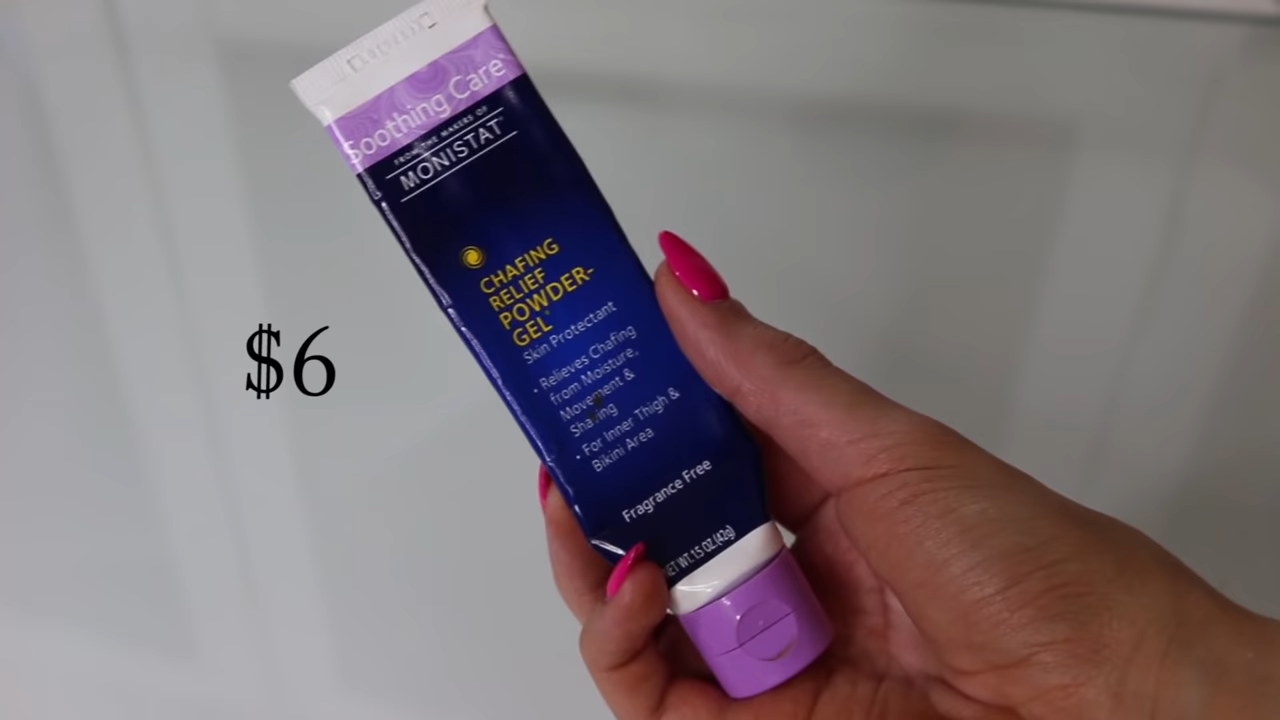 Soothing Care
FROM THE MAKERS OF
MONISTAT
CHAFING
RELIEF
POWDER-
GEL®
Skin Protectant
• Relieves Chafing
from Moisture,
Movement &
Shaving
• For Inner Thigh &
Bikini Area
Fragrance Free
NET WT. 1.5 OZ. (42g)
$6